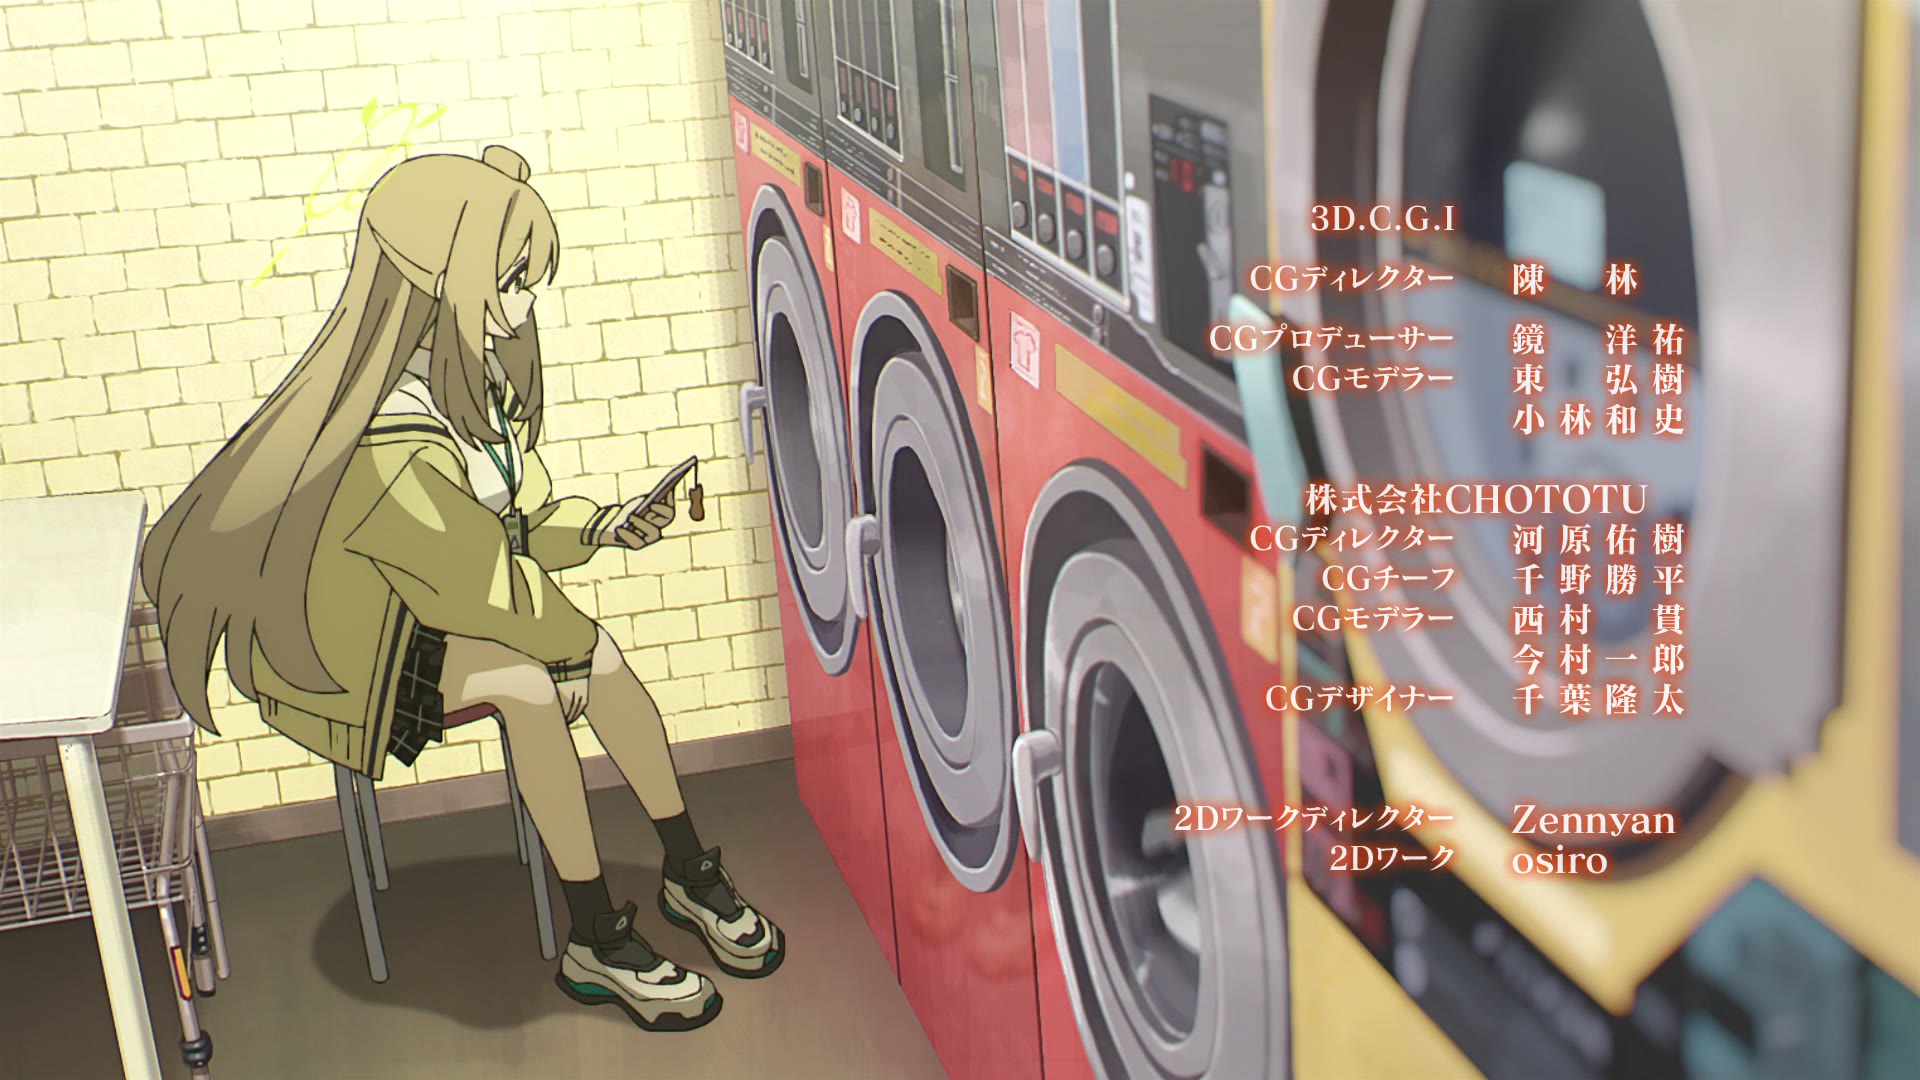 3D.C.G.I
CGディレクター 陳 林
CGプロデューサー 鏡 洋祐
CGモデラー 東 弘樹
小林和史
株式会社CHOTOTU
CGディレクター 河原佑樹
CGチーフ 千野勝平
CGモデラー 西村 貫
今村一郎
CGデザイナー 千葉隆太
2Dワークディレクター Zennyan
2Dワーク osiro